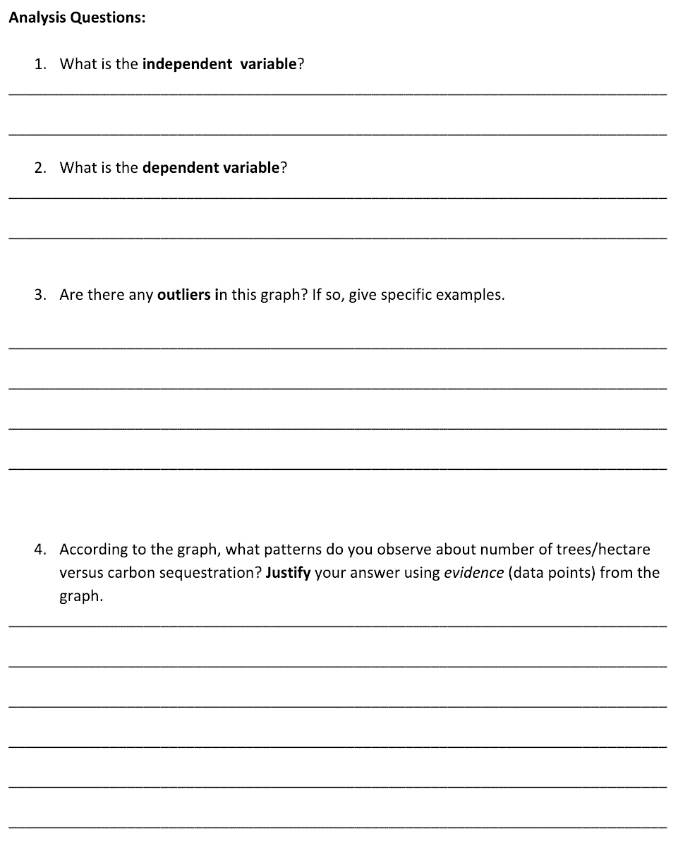 Analysis Questions:
1. What is the independent variable?
2. What is the dependent variable?
3. Are there any outliers in this graph? If so, give specific examples.
4. According to the graph, what patterns do you observe about number of trees/hectare
versus carbon sequestration? Justify your answer using evidence (data points) from the
graph.